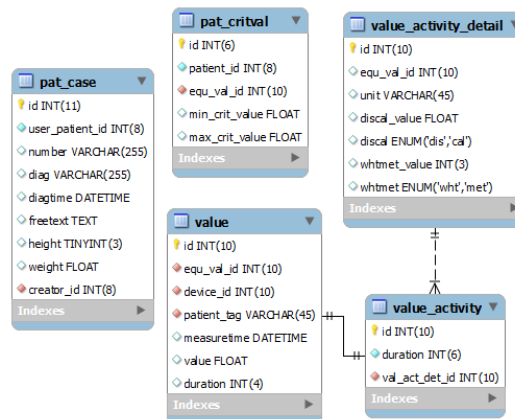 pat_case
id INT(11)
user_patient_id INT(8)
number VARCHAR(255)
diag VARCHAR(255)
diagtime DATETIME
freetext TEXT
height TINYINT(3)
weight FLOAT
creator_id INT(8)
Indexes
pat_critval
id INT(6)
patient_id INT(8)
equ_val_id INT(10)
min_crit_value FLOAT
max_crit_value FLOAT
Indexes
value_activity_detail
id INT(10)
equ_val_id INT(10)
unit VARCHAR(45)
discal_value FLOAT
discal ENUM('dis','cal')
whtmet_value INT(3)
whtmet ENUM('wht','met')
Indexes
value
id INT(10)
equ_val_id INT(10)
device_id INT(10)
patient_tag VARCHAR(45)
measuretime DATETIME
value FLOAT
duration INT(4)
Indexes
value_activity
id INT(10)
duration INT(6)
val_act_det_id INT(10)
Indexes